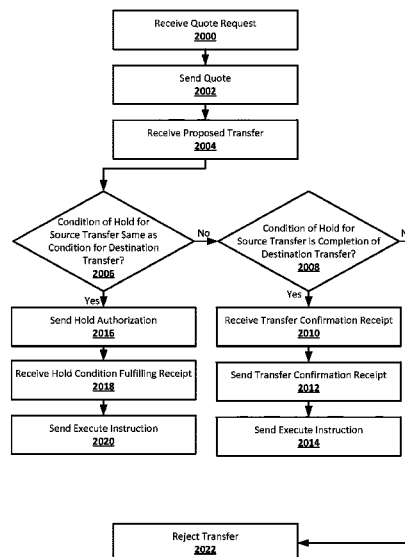 Receive Quote Request
2000
Send Quote
2002
Receive Proposed Transfer
2004
Condition of Hold for
Source Transfer Same as
Condition for Destination
Transfer?
2006
No
Condition of Hold for
Source Transfer is Completion of
Destination Transfer?
2008
Yes
Yes
Send Hold Authorization
2016
Receive Transfer Confirmation Receipt
2010
Receive Hold Condition Fulfilling Receipt
2018
Send Transfer Confirmation Receipt
2012
Send Execute Instruction
2020
Send Execute Instruction
2014
Reject Transfer
2022